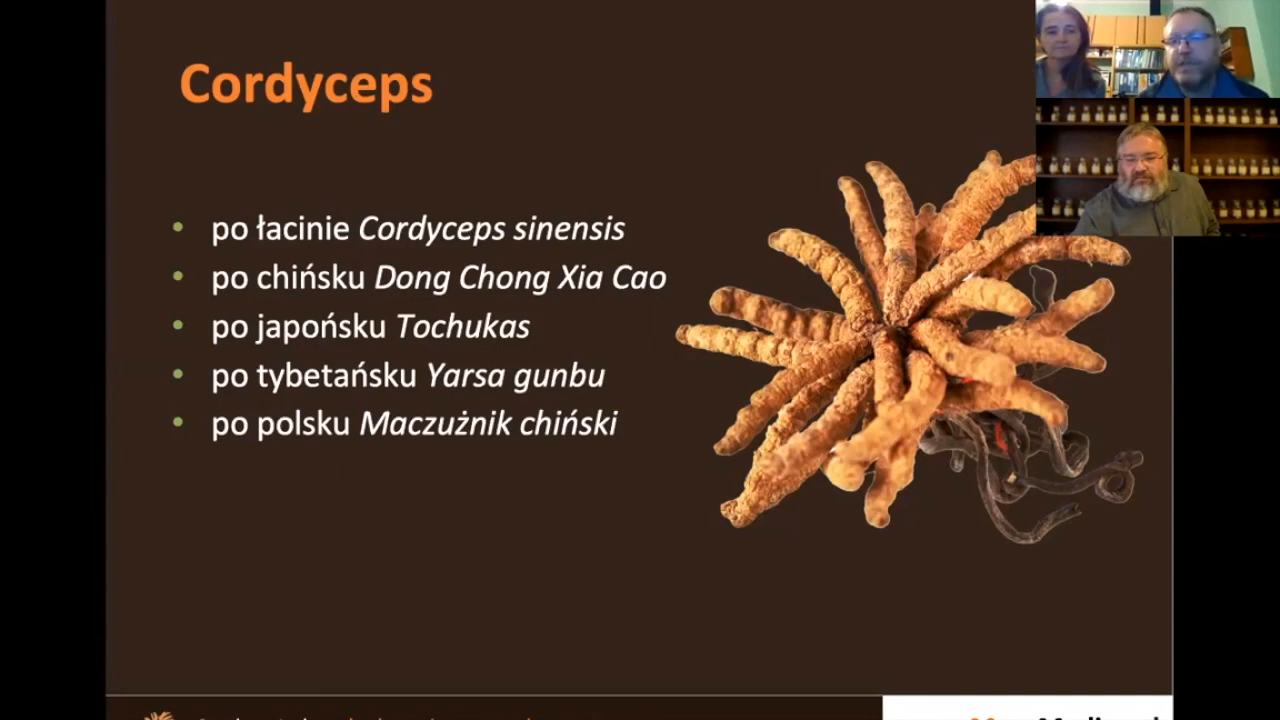 Cordyceps
po łacinie Cordyceps sinensis
po chińsku Dong Chong Xia Cao
po japońsku Tochukas
po tybetańsku Yarsa gunbu
po polsku Maczużnik chiński